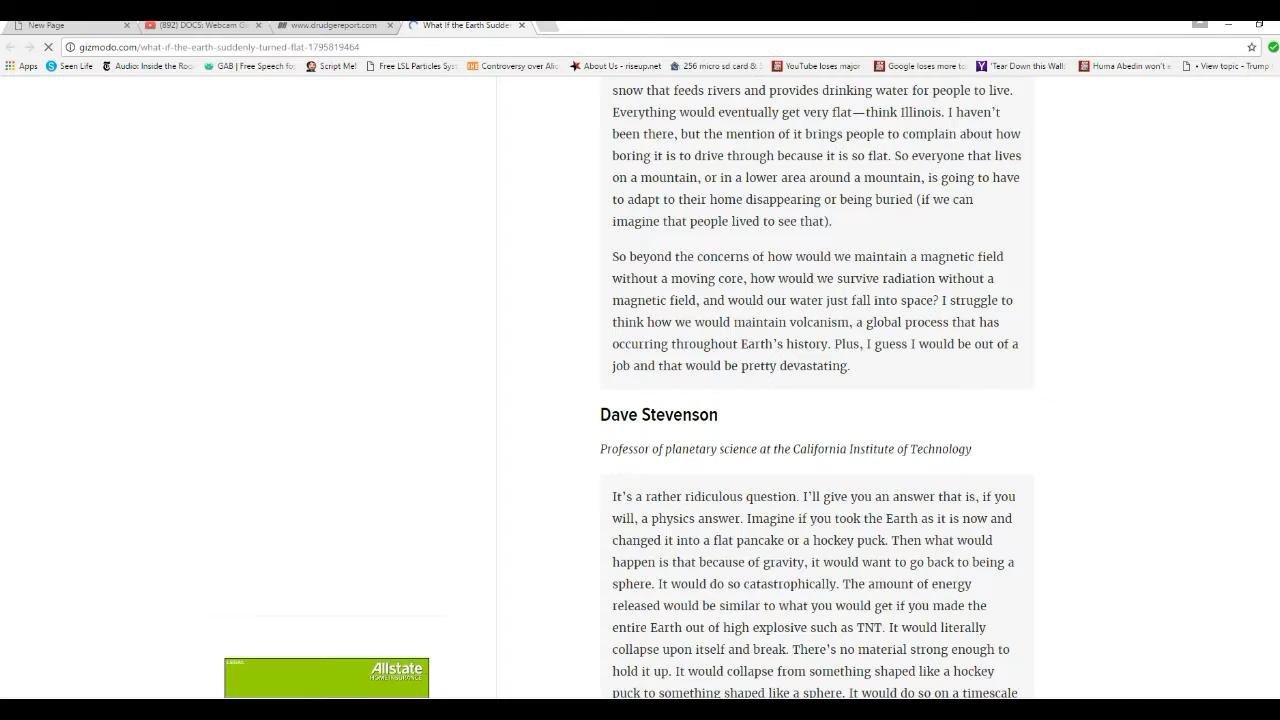 New Page
(892) DOCS: Webcam G
www.drudgereport.com
What If the Earth Sudde
gizmodo.com/what-if-the-earth-suddenly-turned-flat-1795819464
Apps
Seen Life
Audio: Inside the Roo
GAB | Free Speech fo
Script Me!
Free LSL Particles Sys
Controversy over Alic
About Us - riseup.net
256 micro sd card &
YouTube loses major
Google loses more to
'Tear Down this Wall:
Huma Abedin won't e
• View topic - Trump
snow that feeds rivers and provides drinking water for people to live.
Everything would eventually get very flat—think Illinois. I haven't
been there, but the mention of it brings people to complain about how
boring it is to drive through because it is so flat. So everyone that lives
on a mountain, or in a lower area around a mountain, is going to have
to adapt to their home disappearing or being buried (if we can
imagine that people lived to see that).
So beyond the concerns of how would we maintain a magnetic field
without a moving core, how would we survive radiation without a
magnetic field, and would our water just fall into space? I struggle to
think how we would maintain volcanism, a global process that has
occurring throughout Earth's history. Plus, I guess I would be out of a
job and that would be pretty devastating.
Dave Stevenson
Professor of planetary science at the California Institute of Technology
It's a rather ridiculous question. I'll give you an answer that is, if you
will, a physics answer. Imagine if you took the Earth as it is now and
changed it into a flat pancake or a hockey puck. Then what would
happen is that because of gravity, it would want to go back to being a
sphere. It would do so catastrophically. The amount of energy
released would be similar to what you would get if you made the
entire Earth out of high explosive such as TNT. It would literally
collapse upon itself and break. There's no material strong enough to
hold it up. It would collapse from something shaped like a hockey
puck to something shaped like a sphere. It would do so on a timescale
Allstate
HOME INSURANCE